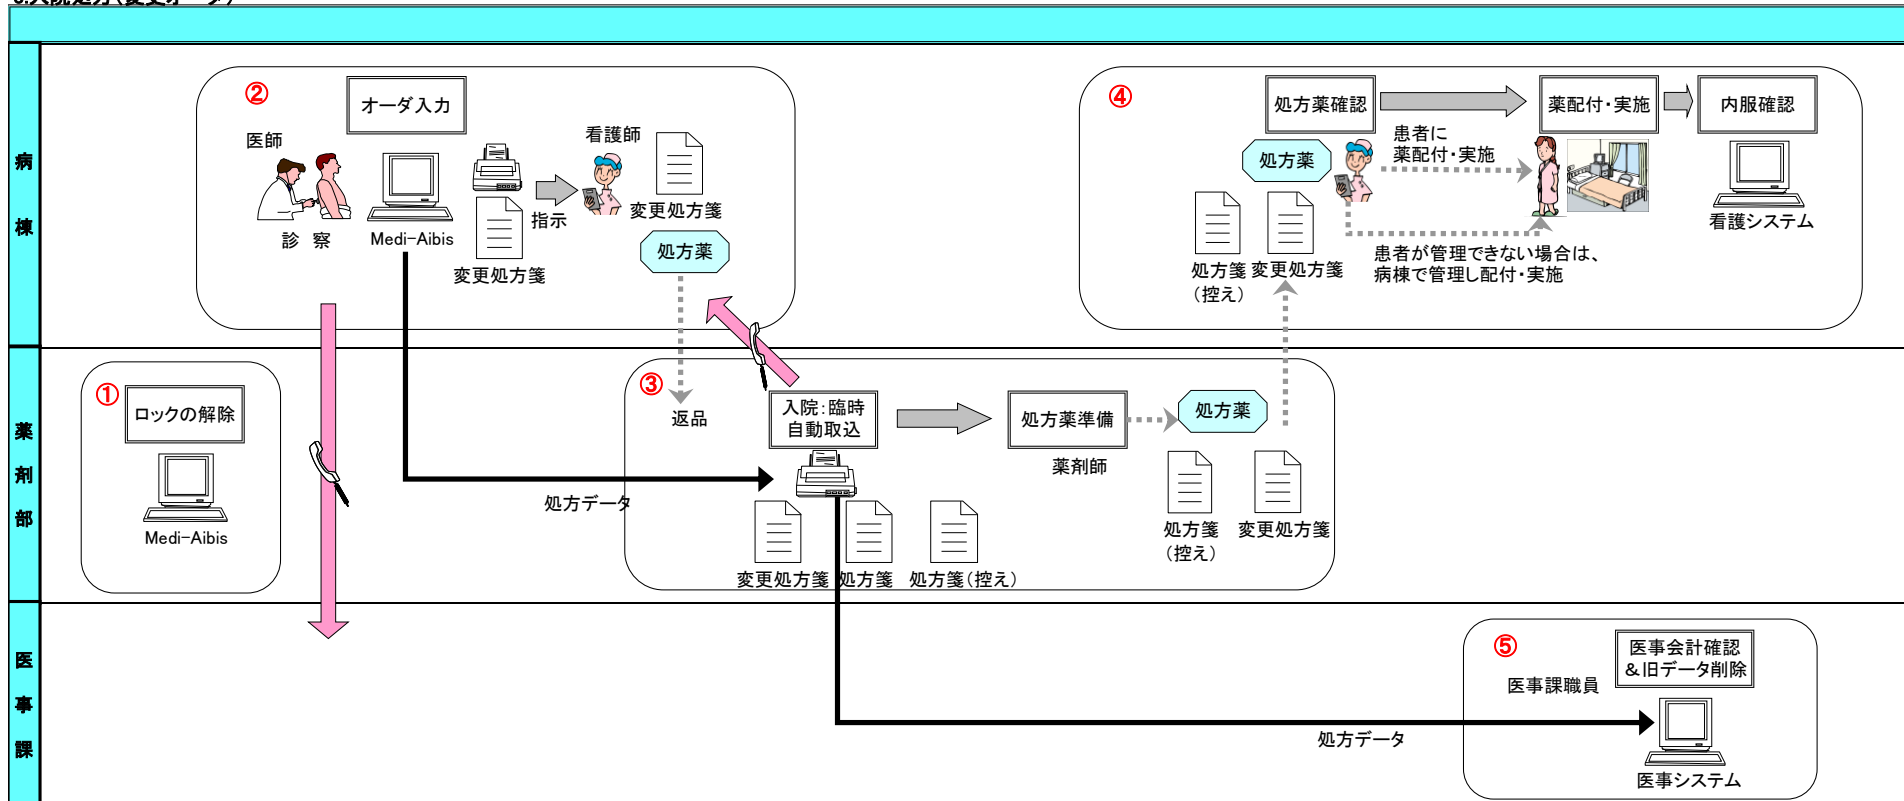 病棟
②
オーダ入力
医師
診 察
Medi-Aibis
変更処方箋
指示
看護師
変更処方箋
処方薬
④
処方薬確認
薬配付・実施
内服確認
処方薬
患者に
薬配付・実施
処方箋
(控え)
変更処方箋
患者が管理できない場合は、
病棟で管理し配付・実施
看護システム
薬剤部
①
ロックの解除
Medi-Aibis
処方データ
③
返品
入院:臨時
自動取込
変更処方箋
処方箋
処方箋(控え)
処方薬準備
薬剤師
処方薬
処方箋
(控え)
変更処方箋
医事課
処方データ
⑤
医事課職員
医事会計確認
&旧データ削除
医事システム